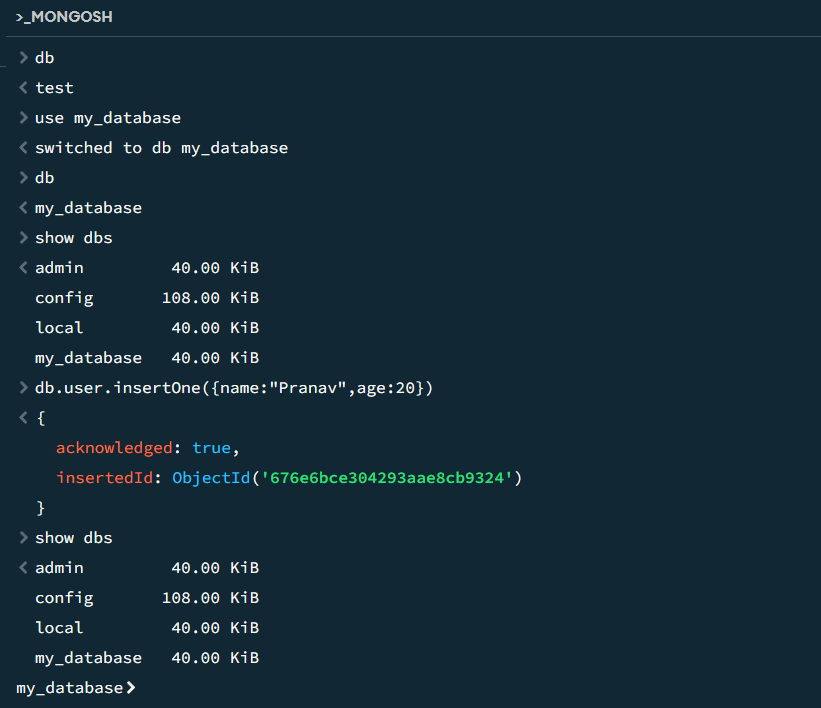 >_MONGOSH
> db
< test
> use my_database
< switched to db my_database
> db
< my_database
> show dbs
< admin         40.00 KiB
  config       108.00 KiB
  local         40.00 KiB
  my_database   40.00 KiB
> db.user.insertOne({name:"Pranav",age:20})
< {
    acknowledged: true,
    insertedId: ObjectId('676e6bce304293aae8cb9324')
  }
> show dbs
< admin         40.00 KiB
  config       108.00 KiB
  local         40.00 KiB
  my_database   40.00 KiB
my_database>